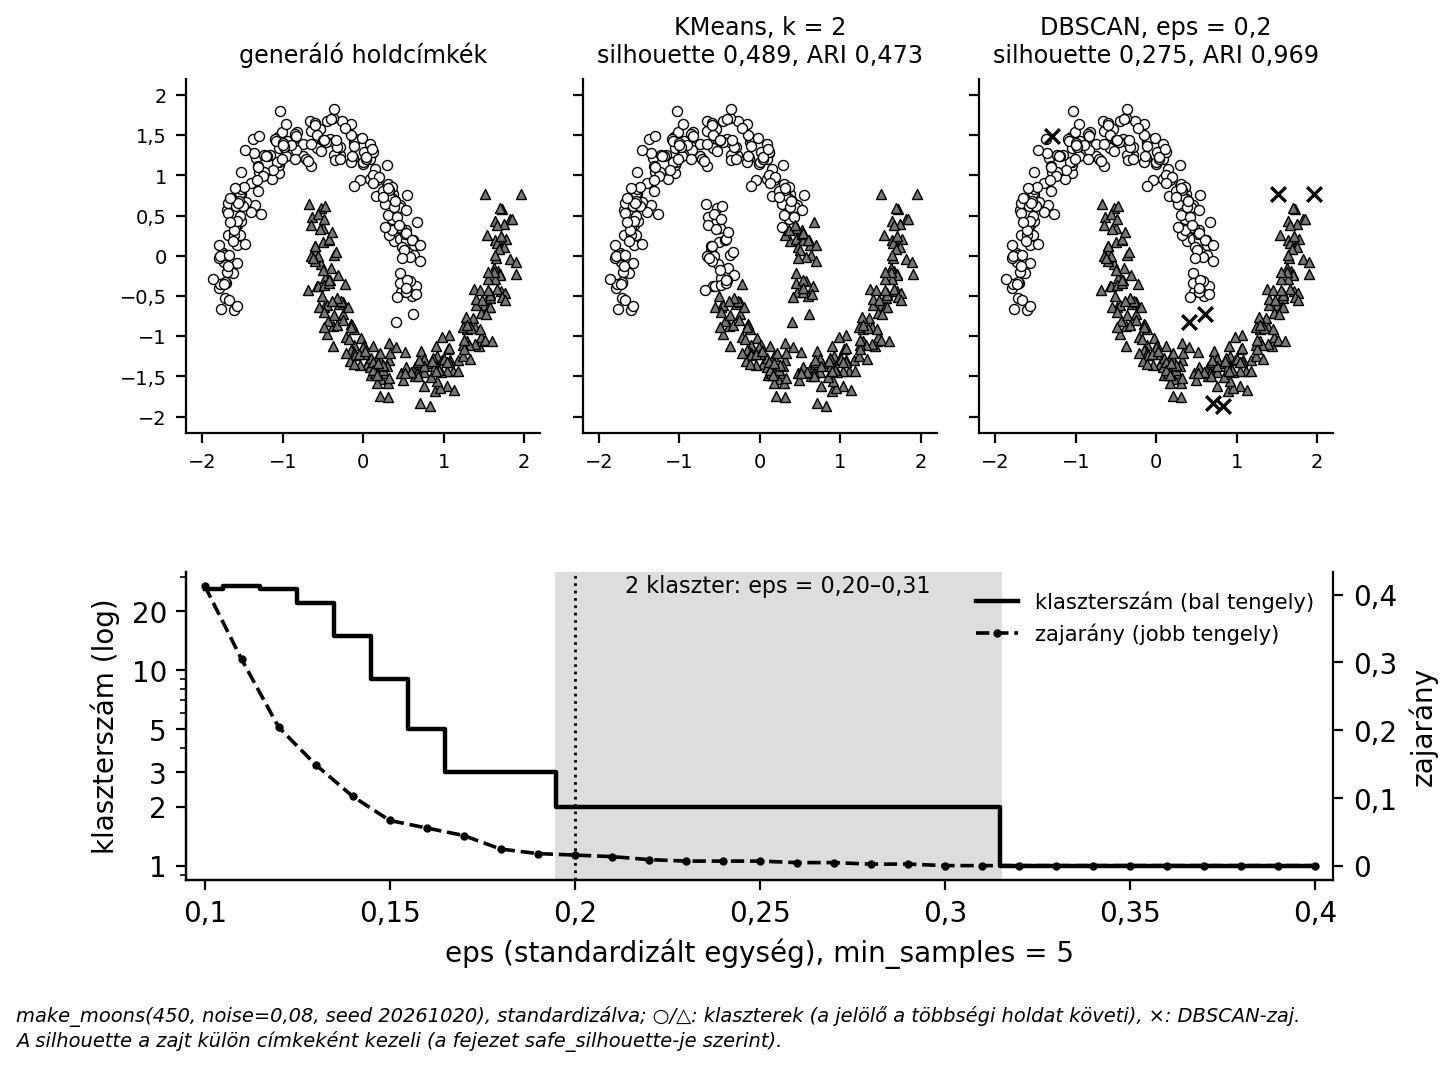 generáló holdcímkék
KMeans, k = 2
silhouette 0,489, ARI 0,473
DBSCAN, eps = 0,2
silhouette 0,275, ARI 0,969
2
1,5
1
0,5
0
−0,5
−1
−1,5
−2
−2 −1 0 1 2
−2 −1 0 1 2
−2 −1 0 1 2
2 klaszter: eps = 0,20–0,31
klaszterszám (bal tengely)
zajarány (jobb tengely)
klaszterszám (log)
20
10
5
3
2
1
0,4
0,3
0,2
0,1
0
zajarány
0,1 0,15 0,2 0,25 0,3 0,35 0,4
eps (standardizált egység), min_samples = 5
make_moons(450, noise=0,08, seed 20261020), standardizálva; ○/△: klaszterek (a jelölő a többségi holdat követi), ×: DBSCAN-zaj.
A silhouette a zajt külön címkeként kezeli (a fejezet safe_silhouette-je szerint).